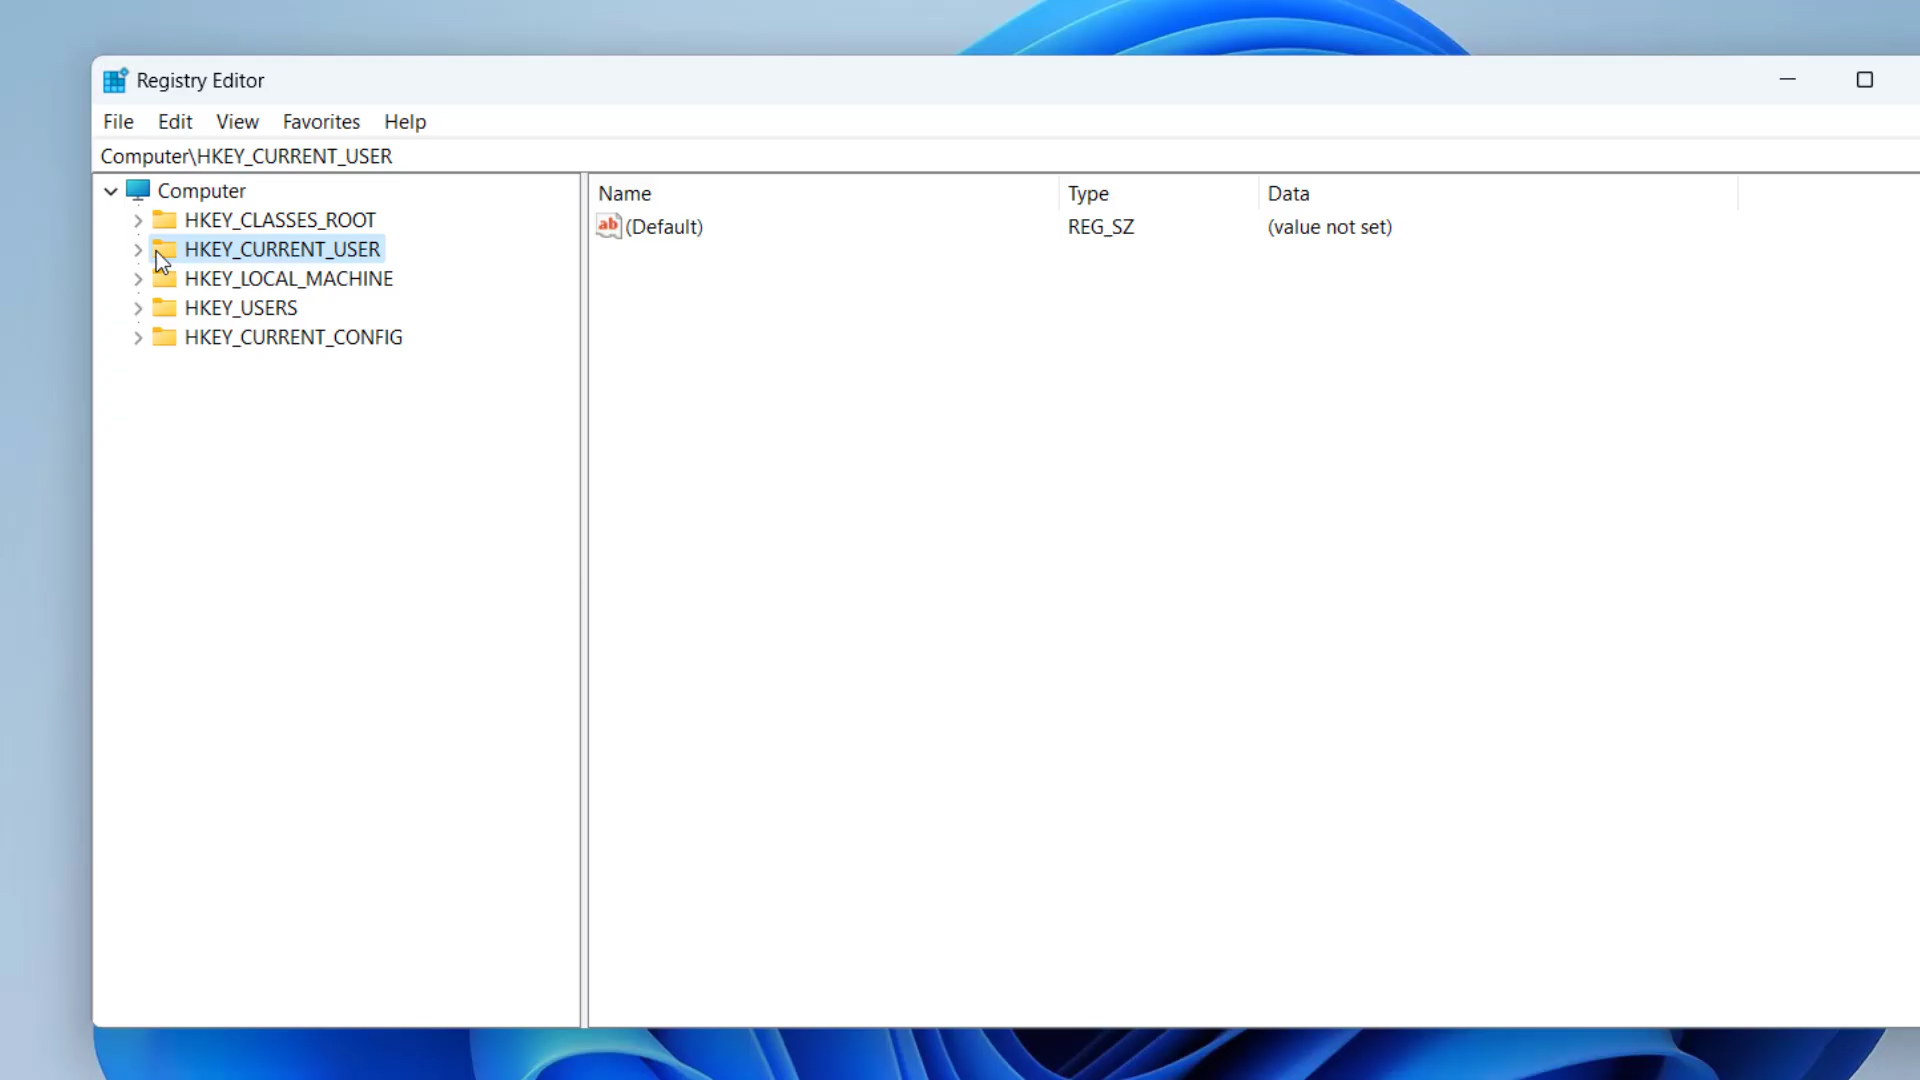 Registry Editor
File Edit View Favorites Help
Computer\HKEY_CURRENT_USER
Computer
HKEY_CLASSES_ROOT
HKEY_CURRENT_USER
HKEY_LOCAL_MACHINE
HKEY_USERS
HKEY_CURRENT_CONFIG
Name Type Data
ab (Default) REG_SZ (value not set)